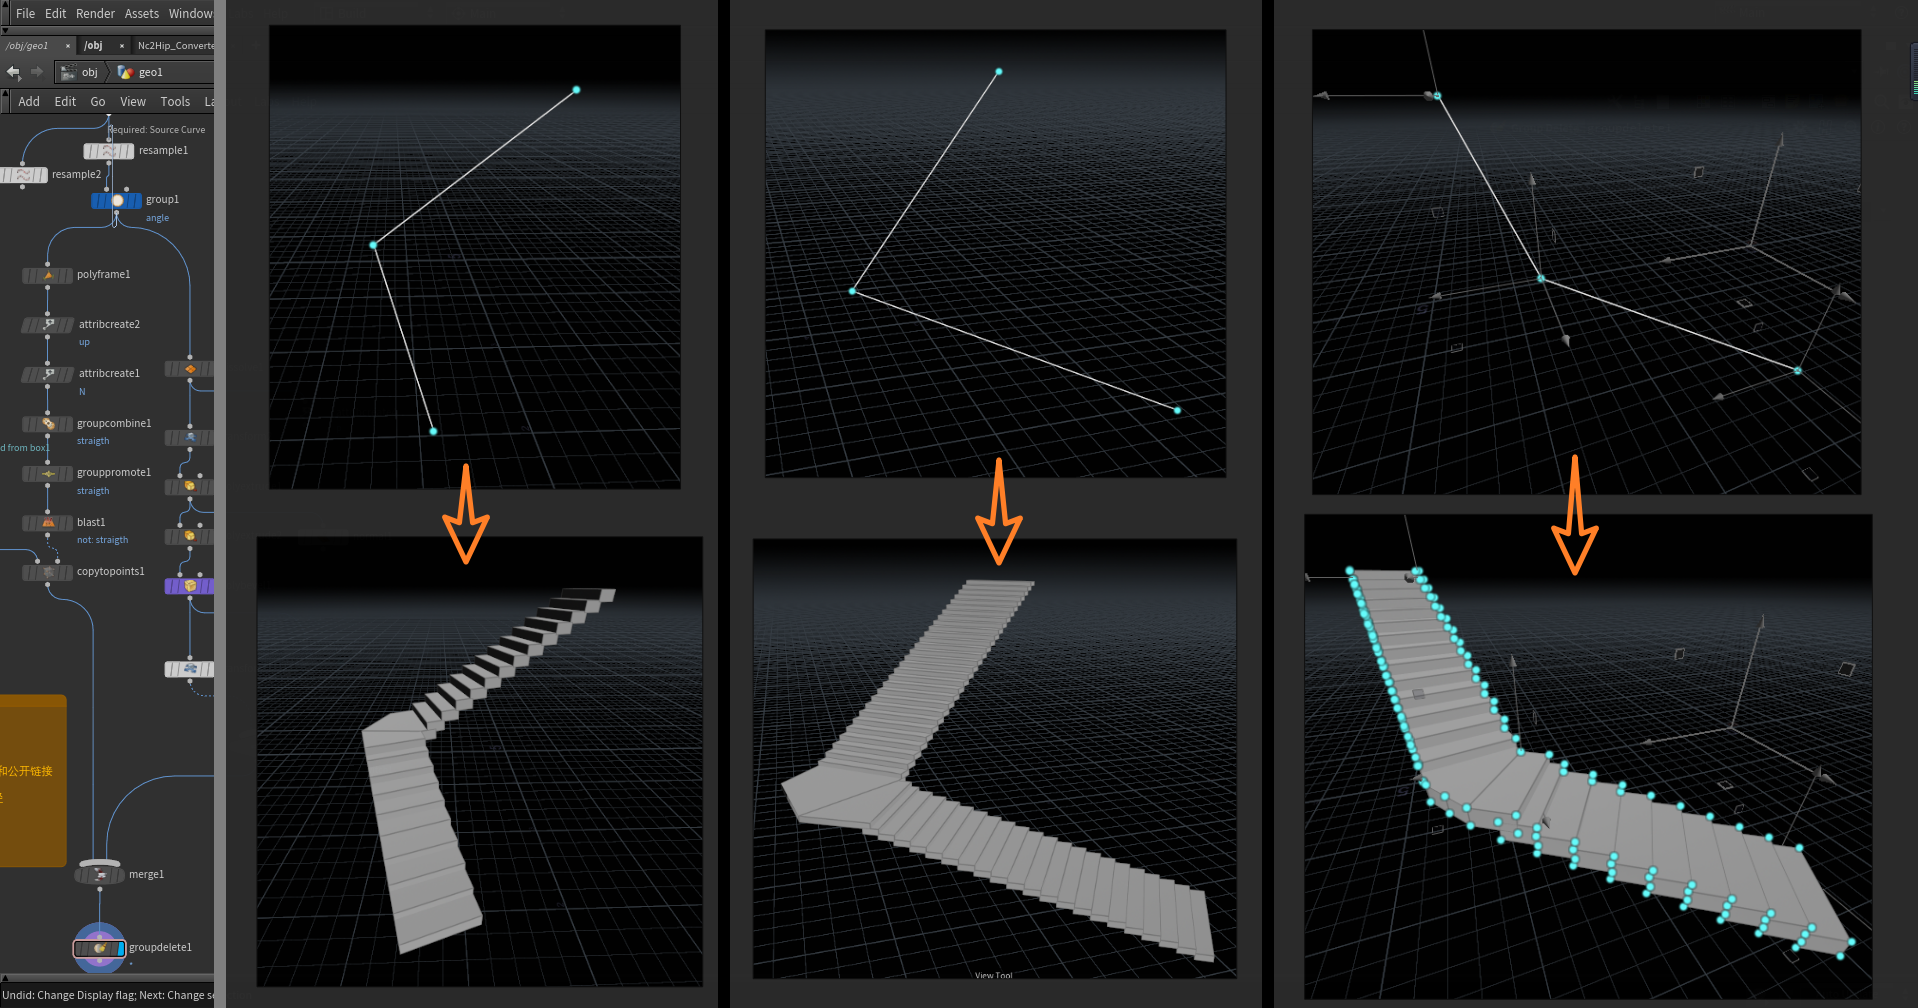 File Edit Render Assets Window
/obj/geo1 × /obj × Nc2Hip_Converte
obj geo1
Add Edit Go View Tools La
Required: Source Curve
resample1
resample2
group1
angle
polyframe1
attribcreate2
up
attribcreate1
N
groupcombine1
straigth
d from box1
grouppromote1
straigth
blast1
not: straigth
copytopoints1
和公开链接
merge1
groupdelete1
View Tool
Undid: Change Display flag; Next: Change se